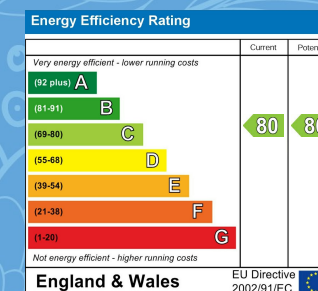 Energy Efficiency Rating
Current
Very energy efficient - lower running costs
(92 plus) A
(81-91) B
(69-80) C
80
(55-68) D
(39-54) E
(21-38) F
(1-20) G
Not energy efficient - higher running costs
England & Wales
EU Directive
2002/91/EC